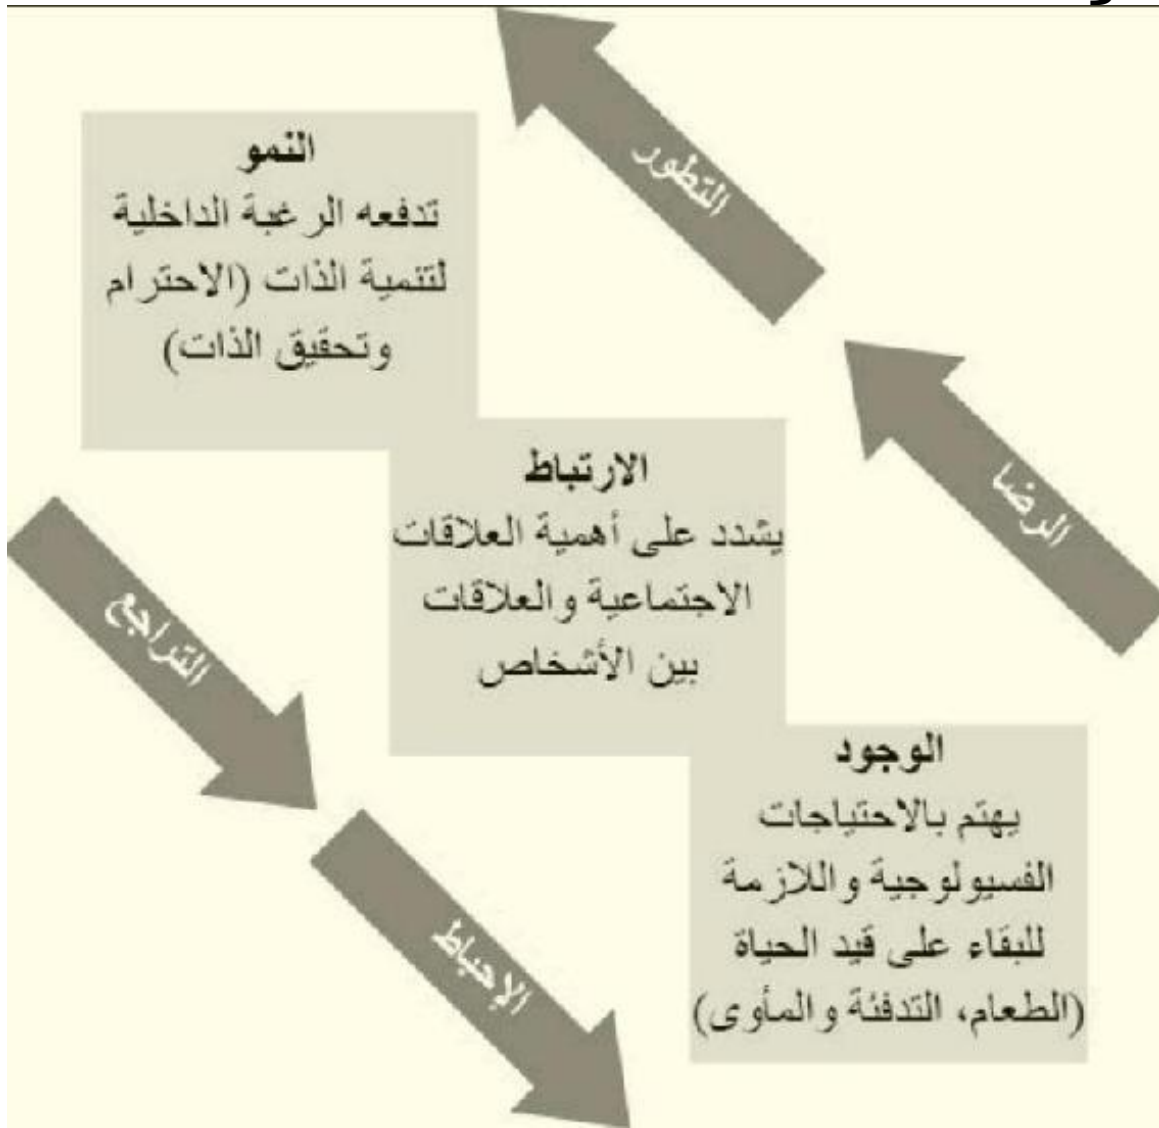 التطور
النمو
تدفعه الرغبة الداخلية
لتنمية الذات (الاحترام
وتحقيق الذات)
الرضا
الارتباط
يشدد على أهمية العلاقات
الاجتماعية والعلاقات
بين الأشخاص
التراجع
الوجود
يهتم بالاحتياجات
الفسيولوجية واللازمة
للبقاء على قيد الحياة
(الطعام، التدفئة والمأوى)
الإحباط